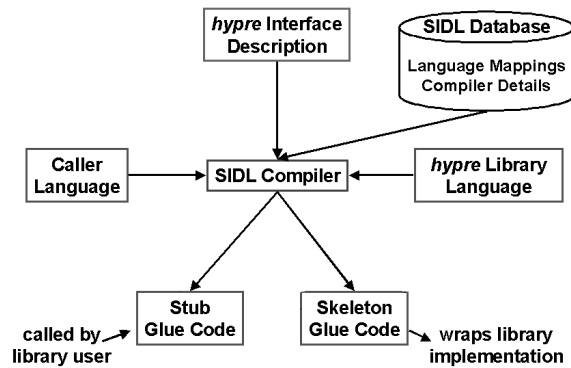 hypre Interface
Description
SIDL Database
Language Mappings
Compiler Details
Caller
Language
SIDL Compiler
hypre Library
Language
Stub
Glue Code
Skeleton
Glue Code
called by
library user
wraps library
implementation